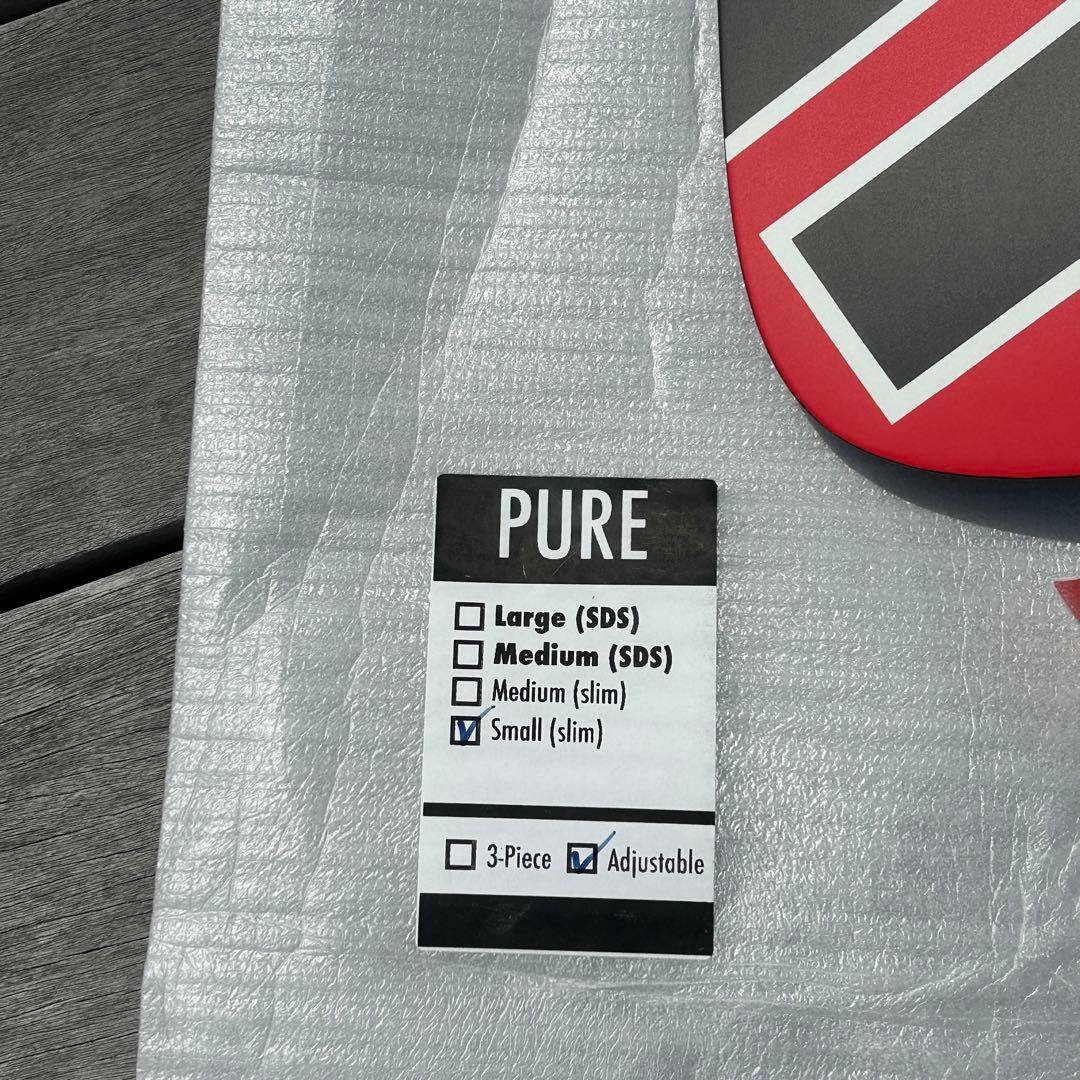 PURE
Large (SDS)
Medium (SDS)
Medium (slim)
Small (slim)
3-Piece Adjustable